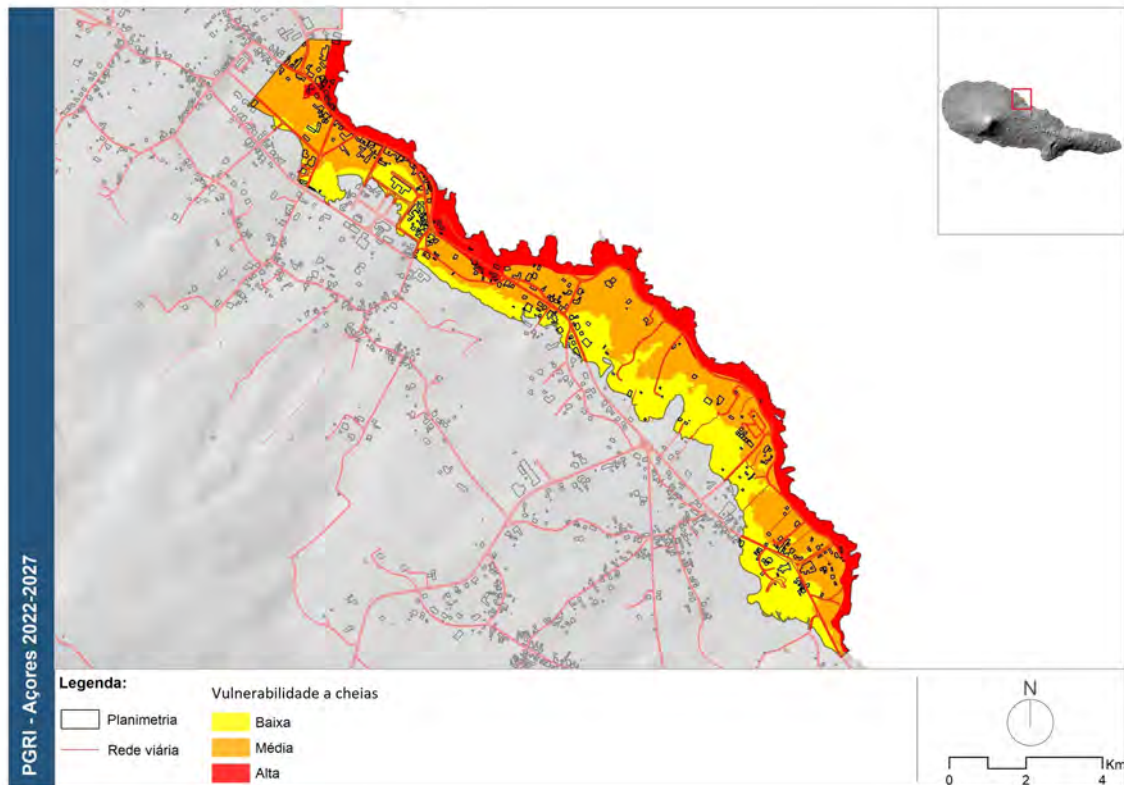 PGRI - Açores 2022-2027
Legenda:
Planimetria
Rede viária
Vulnerabilidade a cheias
Baixa
Média
Alta
N
Km
0 2 4